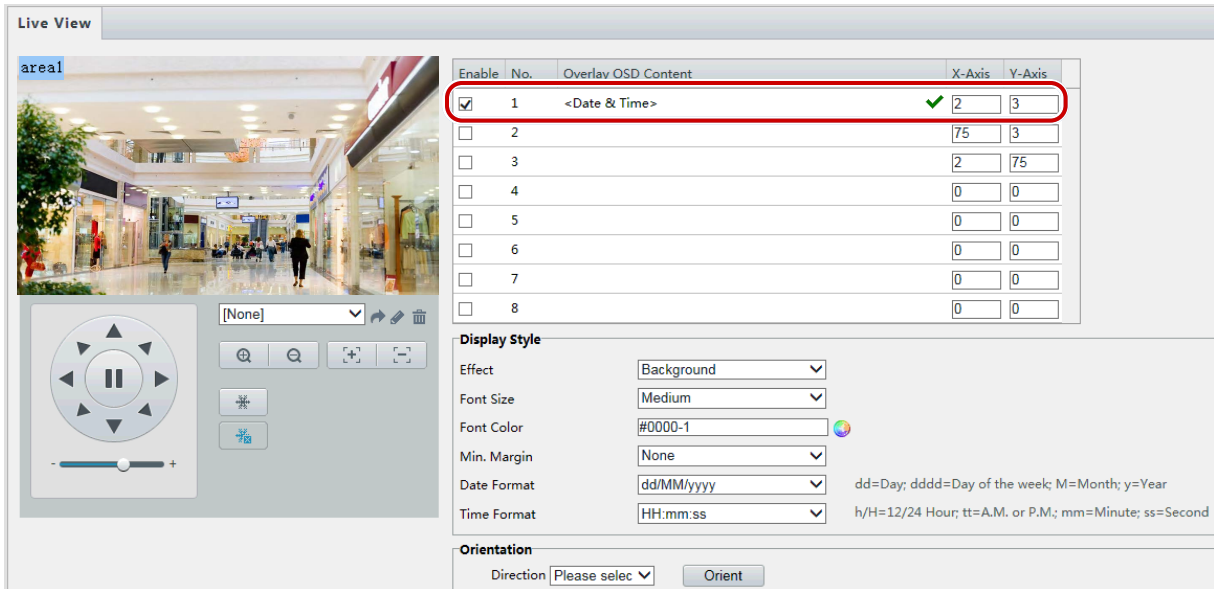 Live View
area1
Enable No. Overlay OSD Content X-Axis Y-Axis
1 <Date & Time> 2 3
2 75 3
3 2 75
4 0 0
5 0 0
6 0 0
7 0 0
8 0 0
[None]
- +
Display Style
Effect Background
Font Size Medium
Font Color #0000-1
Min. Margin None
Date Format dd/MM/yyyy dd=Day; dddd=Day of the week; M=Month; y=Year
Time Format HH:mm:ss h/H=12/24 Hour; tt=A.M. or P.M.; mm=Minute; ss=Second
Orientation
Direction Please selec Orient